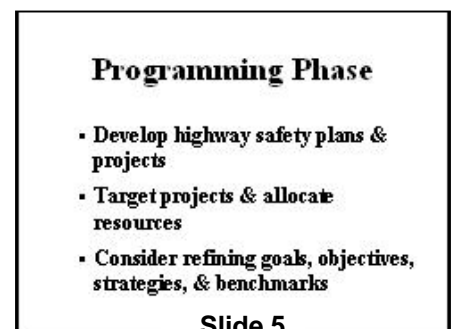 Programming Phase
▪ Develop highway safety plans &
projects
▪ Target projects & allocate
resources
▪ Consider refining goals, objectives,
strategies, & benchmarks
Slide 5